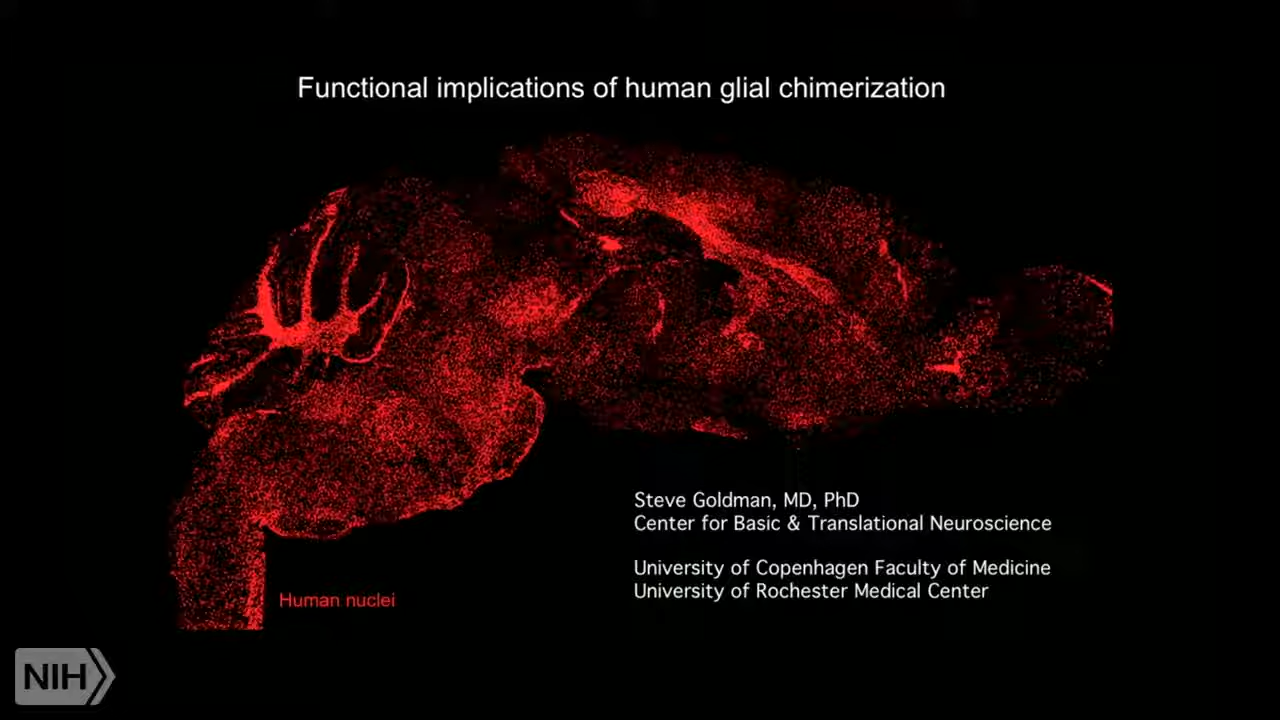 Functional implications of human glial chimerization
Steve Goldman, MD, PhD
Center for Basic & Translational Neuroscience
University of Copenhagen Faculty of Medicine
University of Rochester Medical Center
Human nuclei
NIH